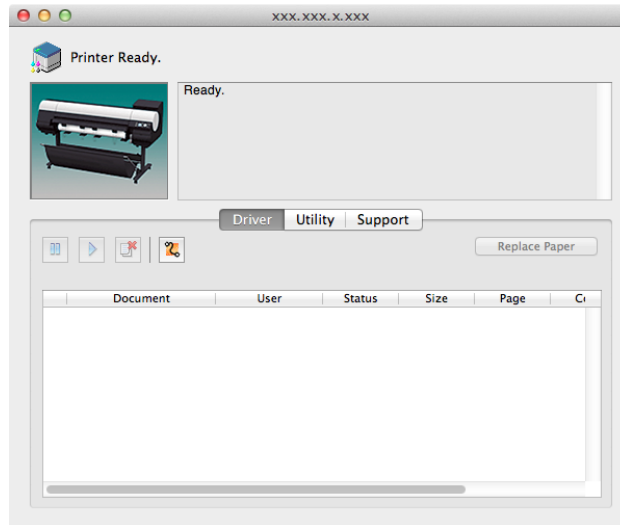 xxx.xxx.x.xxx
Printer Ready.
Ready.
Driver Utility Support
Replace Paper
Document User Status Size Page